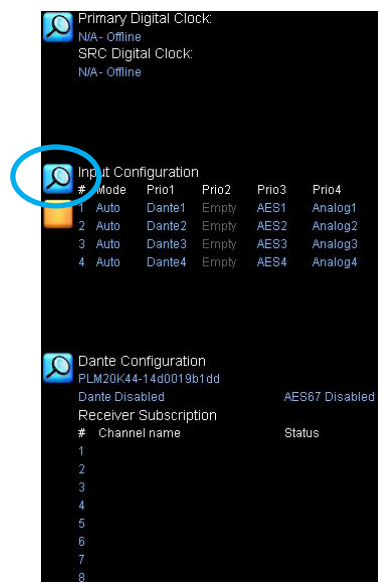 Primary Digital Clock:
N/A- Offline
SRC Digital Clock:
N/A- Offline
Input Configuration
# Mode Prio1 Prio2 Prio3 Prio4
1 Auto Dante1 Empty AES1 Analog1
2 Auto Dante2 Empty AES2 Analog2
3 Auto Dante3 Empty AES3 Analog3
4 Auto Dante4 Empty AES4 Analog4
Dante Configuration
PLM20K44-14d0019b1dd
Dante Disabled AES67 Disabled
Receiver Subscription
# Channel name Status
1
2
3
4
5
6
7
8